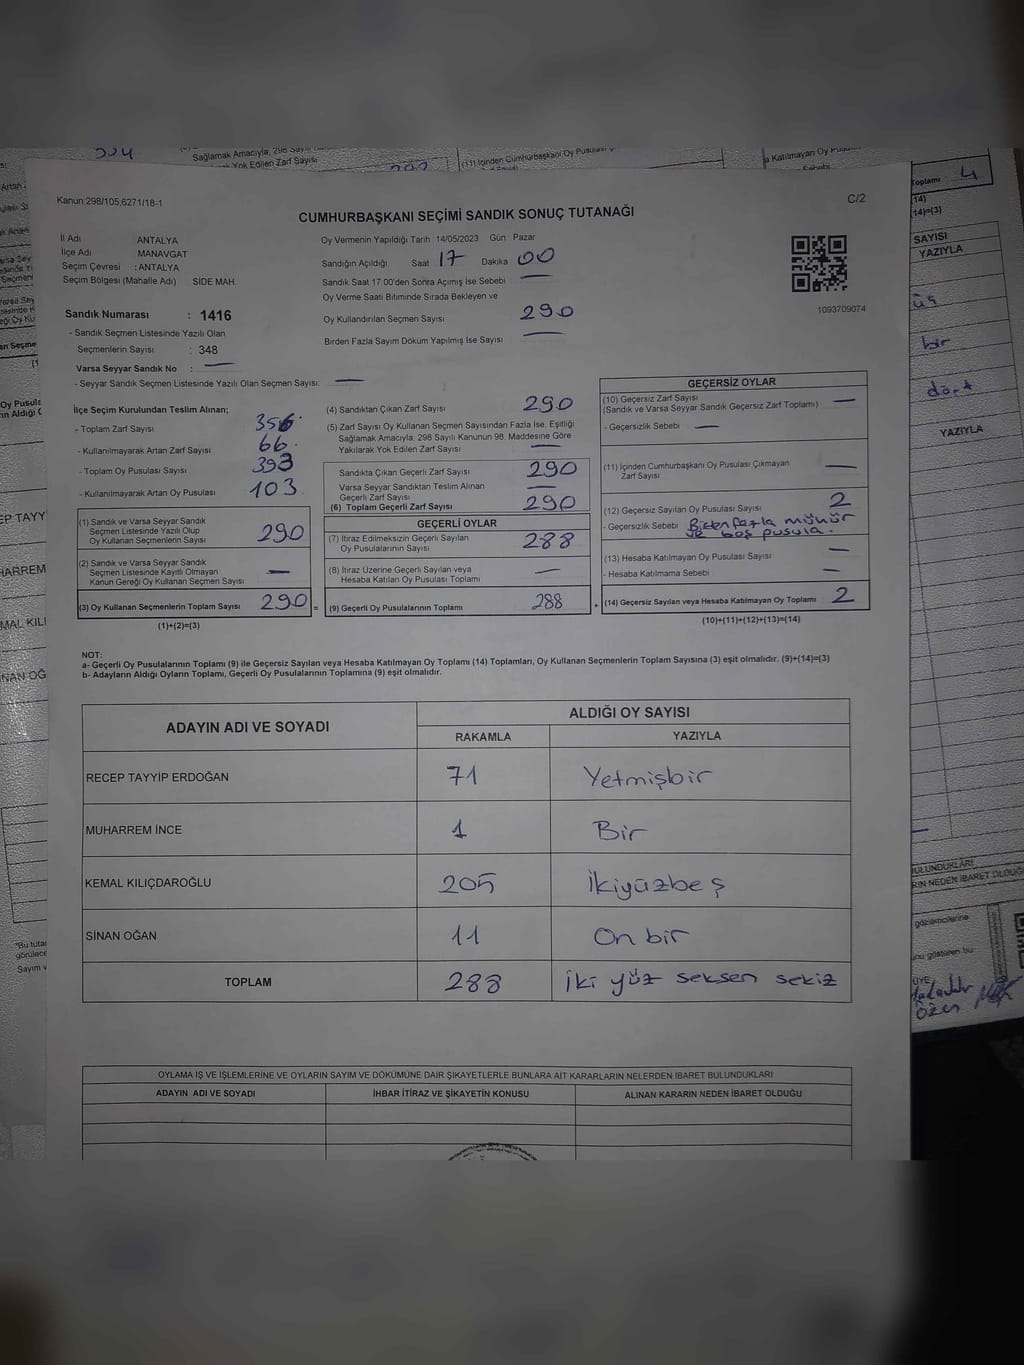 Kanun:298/105,6271/18-1
C/2
CUMHURBAŞKANI SEÇİMİ SANDIK SONUÇ TUTANAĞI
İl Adı ANTALYA
İlçe Adı MANAVGAT
Seçim Çevresi : ANTALYA
Seçim Bölgesi (Mahalle Adı) SİDE MAH.
Oy Vermenin Yapıldığı Tarih 14/05/2023 Gün Pazar
Sandığın Açıldığı Saat 17 Dakika 00
Sandık Saat 17:00'den Sonra Açımış İse Sebebi —
Oy Verme Saati Bitiminde Sırada Bekleyen ve
Oy Kullandırılan Seçmen Sayısı 290
Birden Fazla Sayım Döküm Yapılmış İse Sayısı —
1093709074
Sandık Numarası : 1416
- Sandık Seçmen Listesinde Yazılı Olan
Seçmenlerin Sayısı : 348
Varsa Seyyar Sandık No : —
- Seyyar Sandık Seçmen Listesinde Yazılı Olan Seçmen Sayısı: —
İlçe Seçim Kurulundan Teslim Alınan;
- Toplam Zarf Sayısı 356
- Kullanılmayarak Artan Zarf Sayısı 66
- Toplam Oy Pusulası Sayısı 393
- Kullanılmayarak Artan Oy Pusulası 103
(1) Sandık ve Varsa Seyyar Sandık
Seçmen Listesinde Yazılı Olup
Oy Kullanan Seçmenlerin Sayısı 290
(2) Sandık ve Varsa Seyyar Sandık
Seçmen Listesinde Kayıtlı Olmayan
Kanun Gereği Oy Kullanan Seçmen Sayısı —
(3) Oy Kullanan Seçmenlerin Toplam Sayısı 290 =
(1)+(2)=(3)
(4) Sandıktan Çıkan Zarf Sayısı 290
(5) Zarf Sayısı Oy Kullanan Seçmen Sayısından Fazla İse, Eşitliği
Sağlamak Amacıyla, 298 Sayılı Kanunun 98. Maddesine Göre
Yakılarak Yok Edilen Zarf Sayısı —
Sandıkta Çıkan Geçerli Zarf Sayısı 290
Varsa Seyyar Sandıktan Teslim Alınan
Geçerli Zarf Sayısı —
(6) Toplam Geçerli Zarf Sayısı 290
GEÇERLİ OYLAR
(7) İtiraz Edilmeksizin Geçerli Sayılan
Oy Pusulalarının Sayısı 288
(8) İtiraz Üzerine Geçerli Sayılan veya
Hesaba Katılan Oy Pusulası Toplamı —
(9) Geçerli Oy Pusulalarının Toplamı 288 +
GEÇERSİZ OYLAR
(10) Geçersiz Zarf Sayısı —
(Sandık ve Varsa Seyyar Sandık Geçersiz Zarf Toplamı)
- Geçersizlik Sebebi —
(11) İçinden Cumhurbaşkanı Oy Pusulası Çıkmayan
Zarf Sayısı —
(12) Geçersiz Sayılan Oy Pusulası Sayısı 2
- Geçersizlik Sebebi Birden fazla mühür
ve boş pusula.
(13) Hesaba Katılmayan Oy Pusulası Sayısı —
- Hesaba Katılmama Sebebi —
(14) Geçersiz Sayılan veya Hesaba Katılmayan Oy Toplamı 2
(10)+(11)+(12)+(13)=(14)
NOT:
a- Geçerli Oy Pusulalarının Toplamı (9) ile Geçersiz Sayılan veya Hesaba Katılmayan Oy Toplamı (14) Toplamları, Oy Kullanan Seçmenlerin Toplam Sayısına (3) eşit olmalıdır. (9)+(14)=(3)
b- Adayların Aldığı Oyların Toplamı, Geçerli Oy Pusulalarının Toplamına (9) eşit olmalıdır.
ADAYIN ADI VE SOYADI
ALDIĞI OY SAYISI
RAKAMLA YAZIYLA
RECEP TAYYİP ERDOĞAN 71 Yetmişbir
MUHARREM İNCE 1 Bir
KEMAL KILIÇDAROĞLU 205 İkiyüzbeş
SİNAN OĞAN 11 On bir
TOPLAM 288 İki yüz seksen sekiz
OYLAMA İŞ VE İŞLEMLERİNE VE OYLARIN SAYIM VE DÖKÜMÜNE DAİR ŞİKAYETLERLE BUNLARA AİT KARARLARIN NELERDEN İBARET BULUNDUKLARI
ADAYIN ADI VE SOYADI İHBAR İTİRAZ VE ŞİKAYETİN KONUSU ALINAN KARARIN NEDEN İBARET OLDUĞU
4
(14)=(3)
SAYISI
YAZIYLA
üç
bir
dört
YAZIYLA